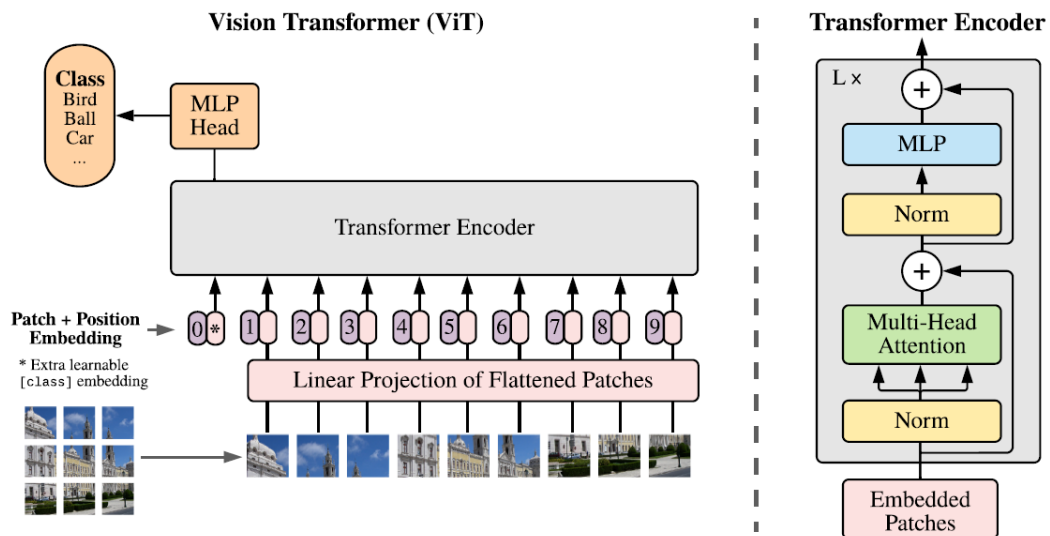 Vision Transformer (ViT)
Class
Bird
Ball
Car
...
MLP
Head
Transformer Encoder
Patch + Position
Embedding
* Extra learnable
[class] embedding
0 * 1 2 3 4 5 6 7 8 9
Linear Projection of Flattened Patches
Transformer Encoder
L ×
+
MLP
Norm
+
Multi-Head
Attention
Norm
Embedded
Patches